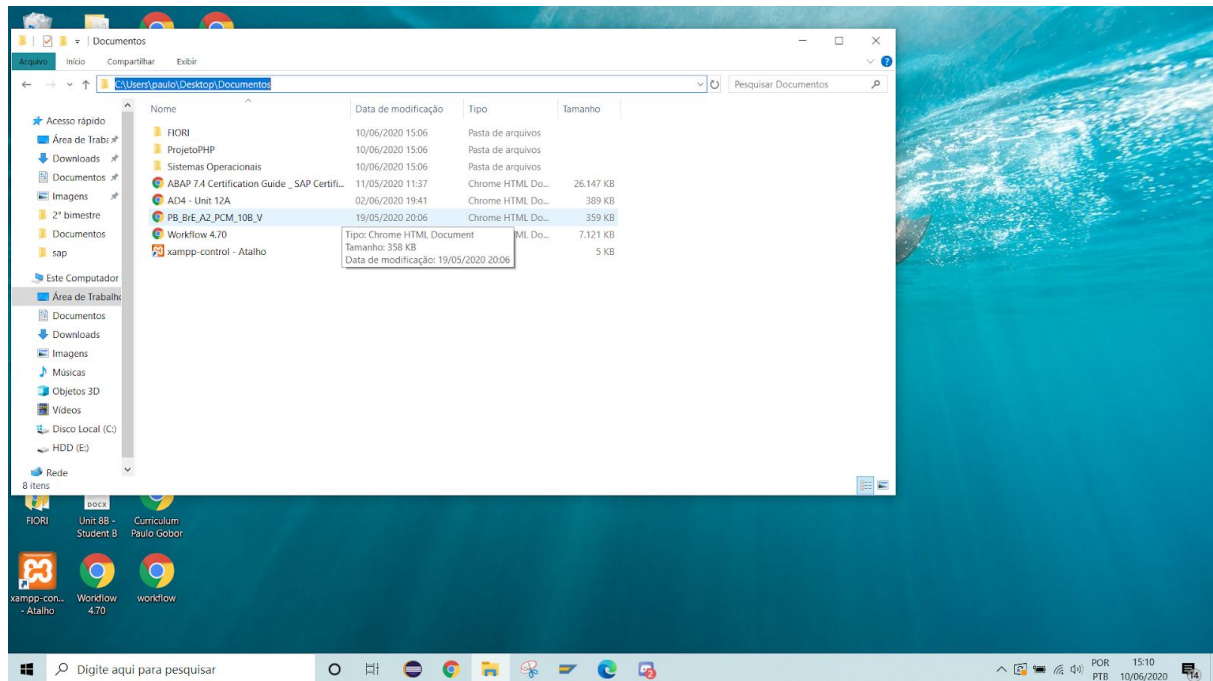 Documentos
Arquivo Início Compartilhar Exibir
C:\Users\paulo\Desktop\Documentos
Pesquisar Documentos
Nome Data de modificação Tipo Tamanho
Acesso rápido
Área de Traba
Downloads
Documentos
Imagens
2° bimestre
Documentos
sap
Este Computador
Área de Trabalho
Documentos
Downloads
Imagens
Músicas
Objetos 3D
Vídeos
Disco Local (C:)
HDD (E:)
Rede
FIORI 10/06/2020 15:06 Pasta de arquivos
ProjetoPHP 10/06/2020 15:06 Pasta de arquivos
Sistemas Operacionais 10/06/2020 15:06 Pasta de arquivos
ABAP 7.4 Certification Guide _ SAP Certifi... 11/05/2020 11:37 Chrome HTML Do... 26.147 KB
AD4 - Unit 12A 02/06/2020 19:41 Chrome HTML Do... 389 KB
PB_BrE_A2_PCM_10B_V 19/05/2020 20:06 Chrome HTML Do... 359 KB
Workflow 4.70 ML Do... 7.121 KB
xampp-control - Atalho 5 KB
Tipo: Chrome HTML Document
Tamanho: 358 KB
Data de modificação: 19/05/2020 20:06
8 itens
DOCX
FIORI
Unit 8B -
Student B
Curriculum
Paulo Gobor
xampp-con...
- Atalho
Workflow
4.70
workflow
Digite aqui para pesquisar
2
POR
PTB
15:10
10/06/2020
14